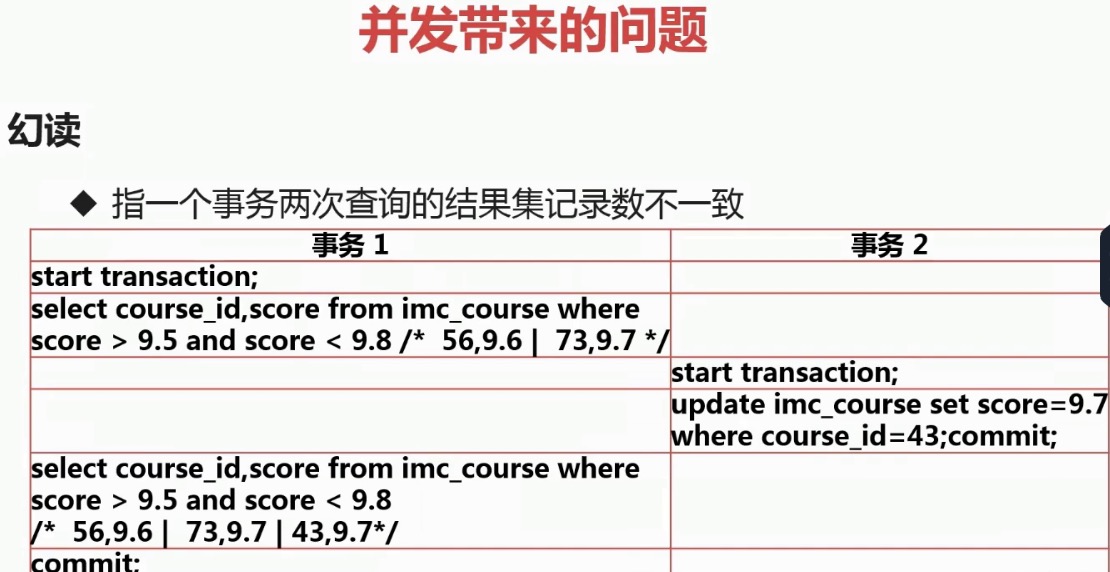 并发带来的问题
幻读
◆ 指一个事务两次查询的结果集记录数不一致
事务 1
事务 2
start transaction;
select course_id,score from imc_course where
score > 9.5 and score < 9.8 /*  56,9.6 |  73,9.7 */
start transaction;
update imc_course set score=9.7
where course_id=43;commit;
select course_id,score from imc_course where
score > 9.5 and score < 9.8
/*  56,9.6 |  73,9.7 | 43,9.7*/
commit;